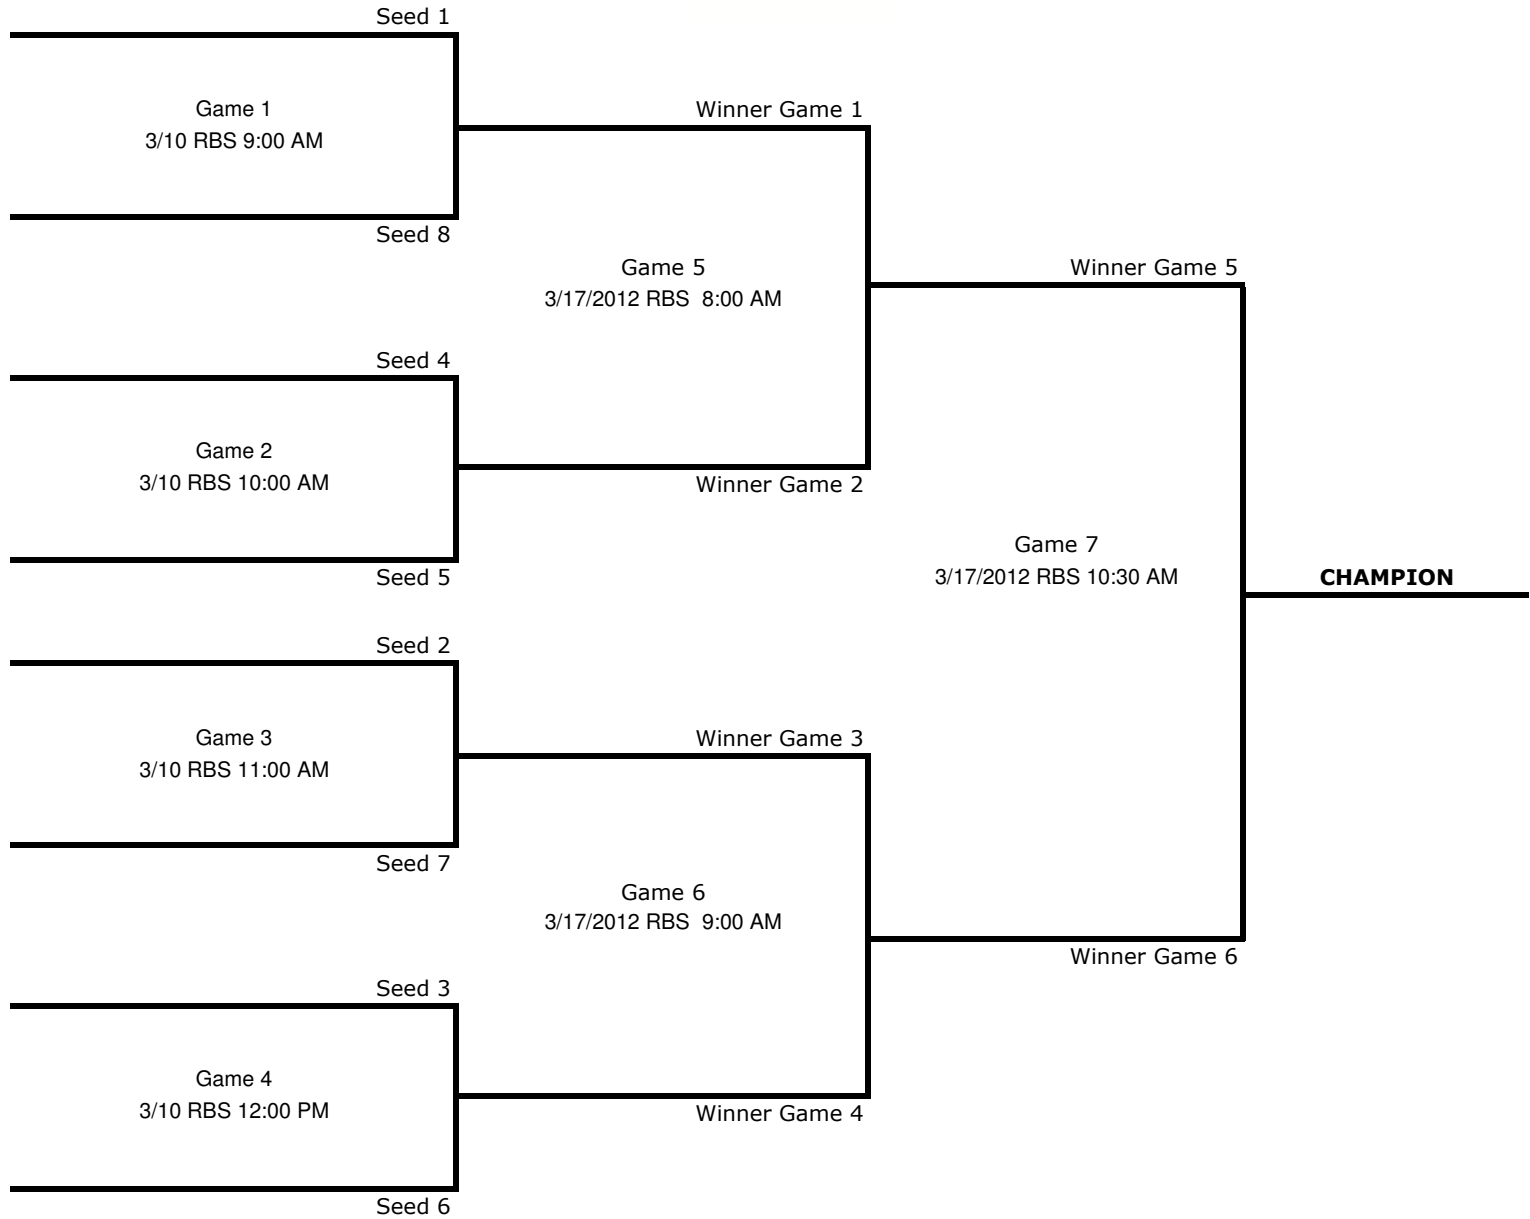 Seed 1
Game 1
3/10 RBS 9:00 AM
Seed 8
Winner Game 1
Game 5
3/17/2012 RBS  8:00 AM
Winner Game 2
Seed 4
Game 2
3/10 RBS 10:00 AM
Seed 5
Winner Game 5
Game 7
3/17/2012 RBS 10:30 AM
CHAMPION
Winner Game 6
Seed 2
Game 3
3/10 RBS 11:00 AM
Seed 7
Winner Game 3
Game 6
3/17/2012 RBS  9:00 AM
Winner Game 4
Seed 3
Game 4
3/10 RBS 12:00 PM
Seed 6